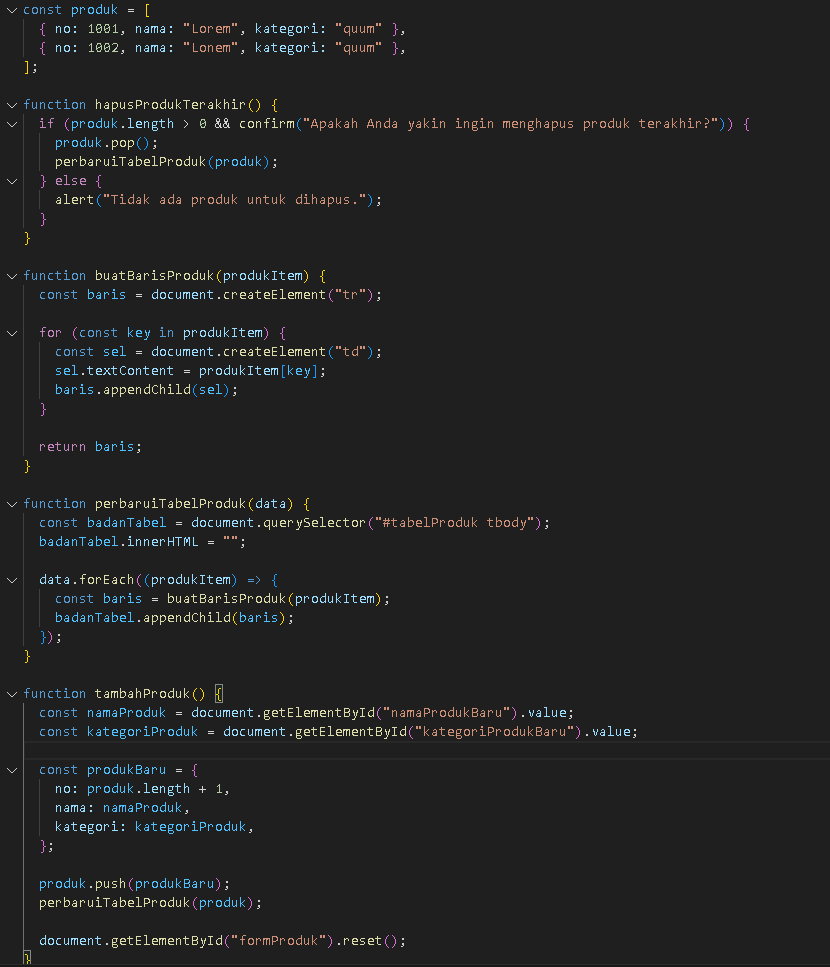 const produk = [
  { no: 1001, nama: "Lorem", kategori: "quum" },
  { no: 1002, nama: "Lonem", kategori: "quum" },
];

function hapusProdukTerakhir() {
  if (produk.length > 0 && confirm("Apakah Anda yakin ingin menghapus produk terakhir?")) {
    produk.pop();
    perbaruiTabelProduk(produk);
  } else {
    alert("Tidak ada produk untuk dihapus.");
  }
}

function buatBarisProduk(produkItem) {
  const baris = document.createElement("tr");

  for (const key in produkItem) {
    const sel = document.createElement("td");
    sel.textContent = produkItem[key];
    baris.appendChild(sel);
  }

  return baris;
}

function perbaruiTabelProduk(data) {
  const badanTabel = document.querySelector("#tabelProduk tbody");
  badanTabel.innerHTML = "";

  data.forEach((produkItem) => {
    const baris = buatBarisProduk(produkItem);
    badanTabel.appendChild(baris);
  });
}

function tambahProduk() {
  const namaProduk = document.getElementById("namaProdukBaru").value;
  const kategoriProduk = document.getElementById("kategoriProdukBaru").value;

  const produkBaru = {
    no: produk.length + 1,
    nama: namaProduk,
    kategori: kategoriProduk,
  };

  produk.push(produkBaru);
  perbaruiTabelProduk(produk);

  document.getElementById("formProduk").reset();
}